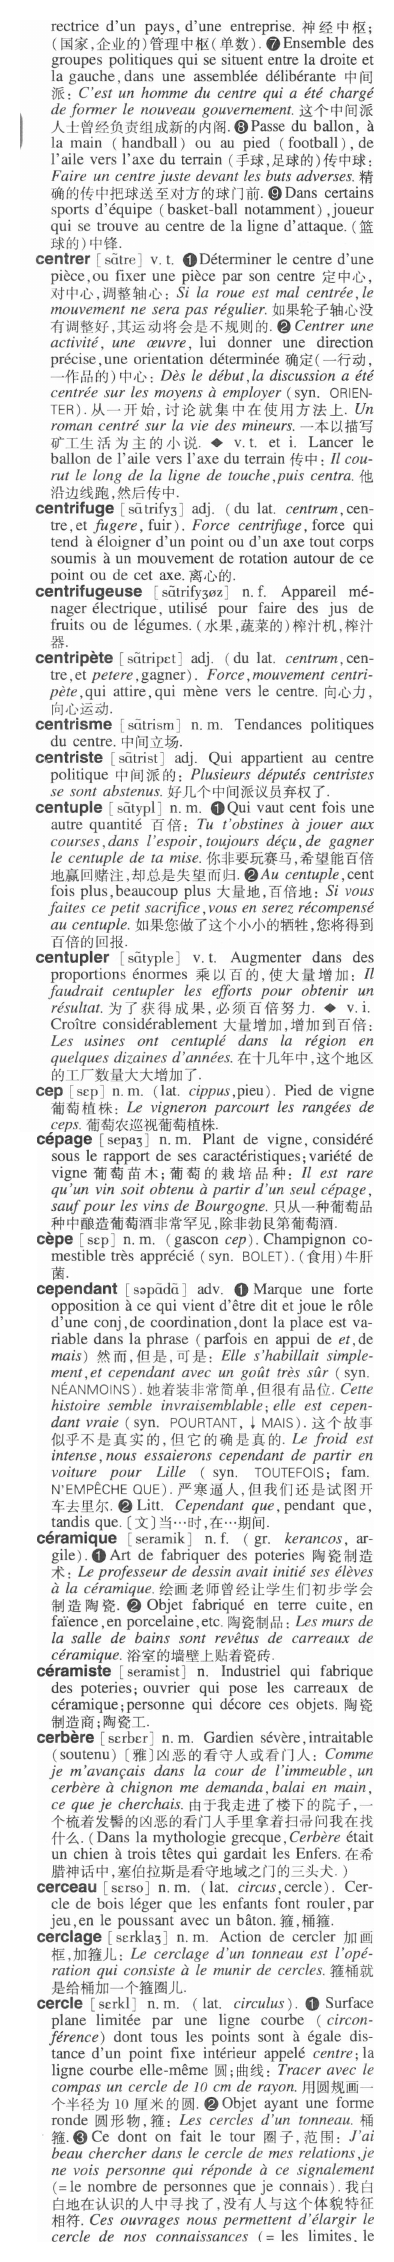 rectrice d'un pays, d'une entreprise. 神经中枢;
(国家,企业的)管理中枢(单数). ❼Ensemble des
groupes politiques qui se situent entre la droite et
la gauche,dans une assemblée délibérante 中间
派: C'est un homme du centre qui a été chargé
de former le nouveau gouvernement. 这个中间派
人士曾经负责组成新的内阁. ❽Passe du ballon, à
la main (handball) ou au pied (football), de
l'aile vers l'axe du terrain (手球,足球的)传中球:
Faire un centre juste devant les buts adverses. 精
确的传中把球送至对方的球门前. ❾Dans certains
sports d'équipe (basket-ball notamment),joueur
qui se trouve au centre de la ligne d'attaque. (篮
球的)中锋.
centrer [sɑ̃tre] v. t. ❶Déterminer le centre d'une
pièce,ou fixer une pièce par son centre 定中心,
对中心,调整轴心: Si la roue est mal centrée,le
mouvement ne sera pas régulier. 如果轮子轴心没
有调整好,其运动将会是不规则的. ❷Centrer une
activité, une œuvre, lui donner une direction
précise,une orientation déterminée 确定(一行动,
一作品的)中心: Dès le début,la discussion a été
centrée sur les moyens à employer (syn. ORIEN-
TER). 从一开始, 讨论就集中在使用方法上. Un
roman centré sur la vie des mineurs. 一本以描写
矿工生活为主的小说. ◆ v. t. et i. Lancer le
ballon de l'aile vers l'axe du terrain 传中: Il cou-
rut le long de la ligne de touche,puis centra. 他
沿边线跑,然后传中.
centrifuge [sɑ̃trifyʒ] adj. (du lat. centrum,cen-
tre,et fugere,fuir). Force centrifuge, force qui
tend à éloigner d'un point ou d'un axe tout corps
soumis à un mouvement de rotation autour de ce
point ou de cet axe. 离心的.
centrifugeuse [sɑ̃trifyʒøz] n. f. Appareil mé-
nager électrique, utilisé pour faire des jus de
fruits ou de légumes. (水果,蔬菜的)榨汁机,榨汁
器.
centripète [sɑ̃tripɛt] adj. (du lat. centrum,cen-
tre,et petere,gagner). Force,mouvement centri-
pète,qui attire,qui mène vers le centre. 向心力,
向心运动.
centrisme [sɑ̃trism] n. m. Tendances politiques
du centre. 中间立场.
centriste [sɑ̃trist] adj. Qui appartient au centre
politique 中间派的: Plusieurs députés centristes
se sont abstenus. 好几个中间派议员弃权了.
centuple [sɑ̃typl] n. m. ❶Qui vaut cent fois une
autre quantité 百倍: Tu t'obstines à jouer aux
courses,dans l'espoir,toujours déçu,de gagner
le centuple de ta mise. 你非要玩赛马,希望能百倍
地赢回赌注,却总是失望而归. ❷Au centuple,cent
fois plus,beaucoup plus 大量地,百倍地: Si vous
faites ce petit sacrifice,vous en serez récompensé
au centuple. 如果您做了这个小小的牺牲,您将得到
百倍的回报.
centupler [sɑ̃typle] v. t. Augmenter dans des
proportions énormes 乘以百的, 使大量增加: Il
faudrait centupler les efforts pour obtenir un
résultat. 为了获得成果, 必须百倍努力. ◆ v. i.
Croître considérablement 大量增加,增加到百倍:
Les usines ont centuplé dans la région en
quelques dizaines d'années. 在十几年中,这个地区
的工厂数量大大增加了.
cep [sɛp] n. m. (lat. cippus,pieu). Pied de vigne
葡萄植株: Le vigneron parcourt les rangées de
ceps. 葡萄农巡视葡萄植株.
cépage [sepaʒ] n. m. Plant de vigne, considéré
sous le rapport de ses caractéristiques;variété de
vigne 葡萄苗木;葡萄的栽培品种: Il est rare
qu'un vin soit obtenu à partir d'un seul cépage,
sauf pour les vins de Bourgogne. 只从一种葡萄品
种中酿造葡萄酒非常罕见,除非勃艮第葡萄酒.
cèpe [sɛp] n. m. (gascon cep). Champignon co-
mestible très apprécié (syn. BOLET). (食用)牛肝
菌.
cependant [səpɑ̃dɑ̃] adv. ❶ Marque une forte
opposition à ce qui vient d'être dit et joue le rôle
d'une conj,de coordination,dont la place est va-
riable dans la phrase (parfois en appui de et,de
mais) 然而,但是,可是: Elle s'habillait simple-
ment,et cependant avec un goût très sûr (syn.
NÉANMOINS). 她着装非常简单,但很有品位. Cette
histoire semble invraisemblable; elle est cepen-
dant vraie (syn. POURTANT, ↓ MAIS). 这个故事
似乎不是真实的, 但它的确是真的. Le froid est
intense,nous essaierons cependant de partir en
voiture pour Lille (syn. TOUTEFOIS; fam.
N'EMPÊCHE QUE). 严寒逼人,但我们还是试图开
车去里尔. ❷ Litt. Cependant que,pendant que,
tandis que. [文]当…时,在…期间.
céramique [seramik] n. f. (gr. kerancos, ar-
gile). ❶ Art de fabriquer des poteries 陶瓷制造
术: Le professeur de dessin avait initié ses élèves
à la céramique. 绘画老师曾经让学生们初步学会
制造陶瓷. ❷ Objet fabriqué en terre cuite, en
faïence,en porcelaine,etc. 陶瓷制品: Les murs de
la salle de bains sont revêtus de carreaux de
céramique. 浴室的墙壁上贴着瓷砖.
céramiste [seramist] n. Industriel qui fabrique
des poteries; ouvrier qui pose les carreaux de
céramique;personne qui décore ces objets. 陶瓷
制造商;陶瓷工.
cerbère [sɛrbɛr] n. m. Gardien sévère,intraitable
(soutenu) [雅]凶恶的看守人或看门人: Comme
je m'avançais dans la cour de l'immeuble, un
cerbère à chignon me demanda,balai en main,
ce que je cherchais. 由于我走进了楼下的院子,一
个梳着发髻的凶恶的看门人手里拿着扫帚问我在找
什么. (Dans la mythologie grecque,Cerbère était
un chien à trois têtes qui gardait les Enfers. 在希
腊神话中,塞伯拉斯是看守地域之门的三头犬.)
cerceau [sɛrso] n. m. (lat. circus,cercle). Cer-
cle de bois léger que les enfants font rouler,par
jeu,en le poussant avec un bâton. 箍,桶箍.
cerclage [sɛrklaʒ] n. m. Action de cercler 加画
框,加箍儿: Le cerclage d'un tonneau est l'opé-
ration qui consiste à le munir de cercles. 箍桶就
是给桶加一个箍圈儿.
cercle [sɛrkl] n. m. (lat. circulus). ❶ Surface
plane limitée par une ligne courbe (circon-
férence) dont tous les points sont à égale dis-
tance d'un point fixe intérieur appelé centre;la
ligne courbe elle-même 圆;曲线: Tracer avec le
compas un cercle de 10 cm de rayon. 用圆规画一
个半径为 10 厘米的圆. ❷ Objet ayant une forme
ronde 圆形物,箍: Les cercles d'un tonneau. 桶
箍. ❸ Ce dont on fait le tour 圈子,范围: J'ai
beau chercher dans le cercle de mes relations,je
ne vois personne qui réponde à ce signalement
(=le nombre de personnes que je connais). 我白
白地在认识的人中寻找了,没有人与这个体貌特征
相符. Ces ouvrages nous permettent d'élargir le
cercle de nos connaissances (= les limites, le